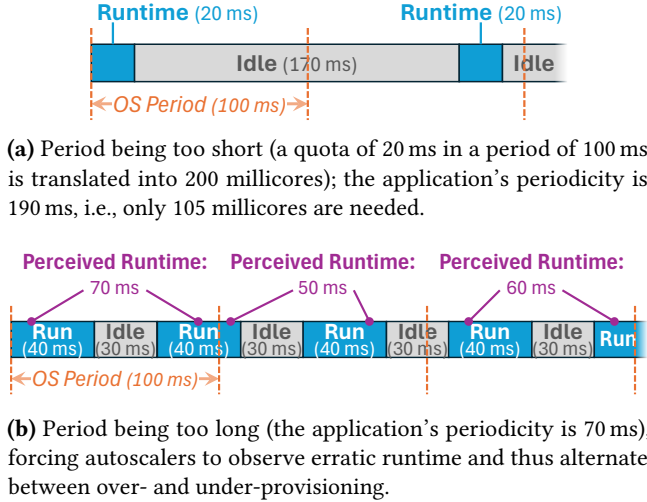 Runtime (20 ms) Runtime (20 ms)
Idle (170 ms) Idle
OS Period (100 ms)
(a) Period being too short (a quota of 20 ms in a period of 100 ms
is translated into 200 millicores); the application's periodicity is
190 ms, i.e., only 105 millicores are needed.
Perceived Runtime: Perceived Runtime: Perceived Runtime:
70 ms 50 ms 60 ms
Run Idle Run Idle Run Idle Run Idle Run
(40 ms) (30 ms) (40 ms) (30 ms) (40 ms) (30 ms) (40 ms) (30 ms)
OS Period (100 ms)
(b) Period being too long (the application's periodicity is 70 ms),
forcing autoscalers to observe erratic runtime and thus alternate
between over- and under-provisioning.